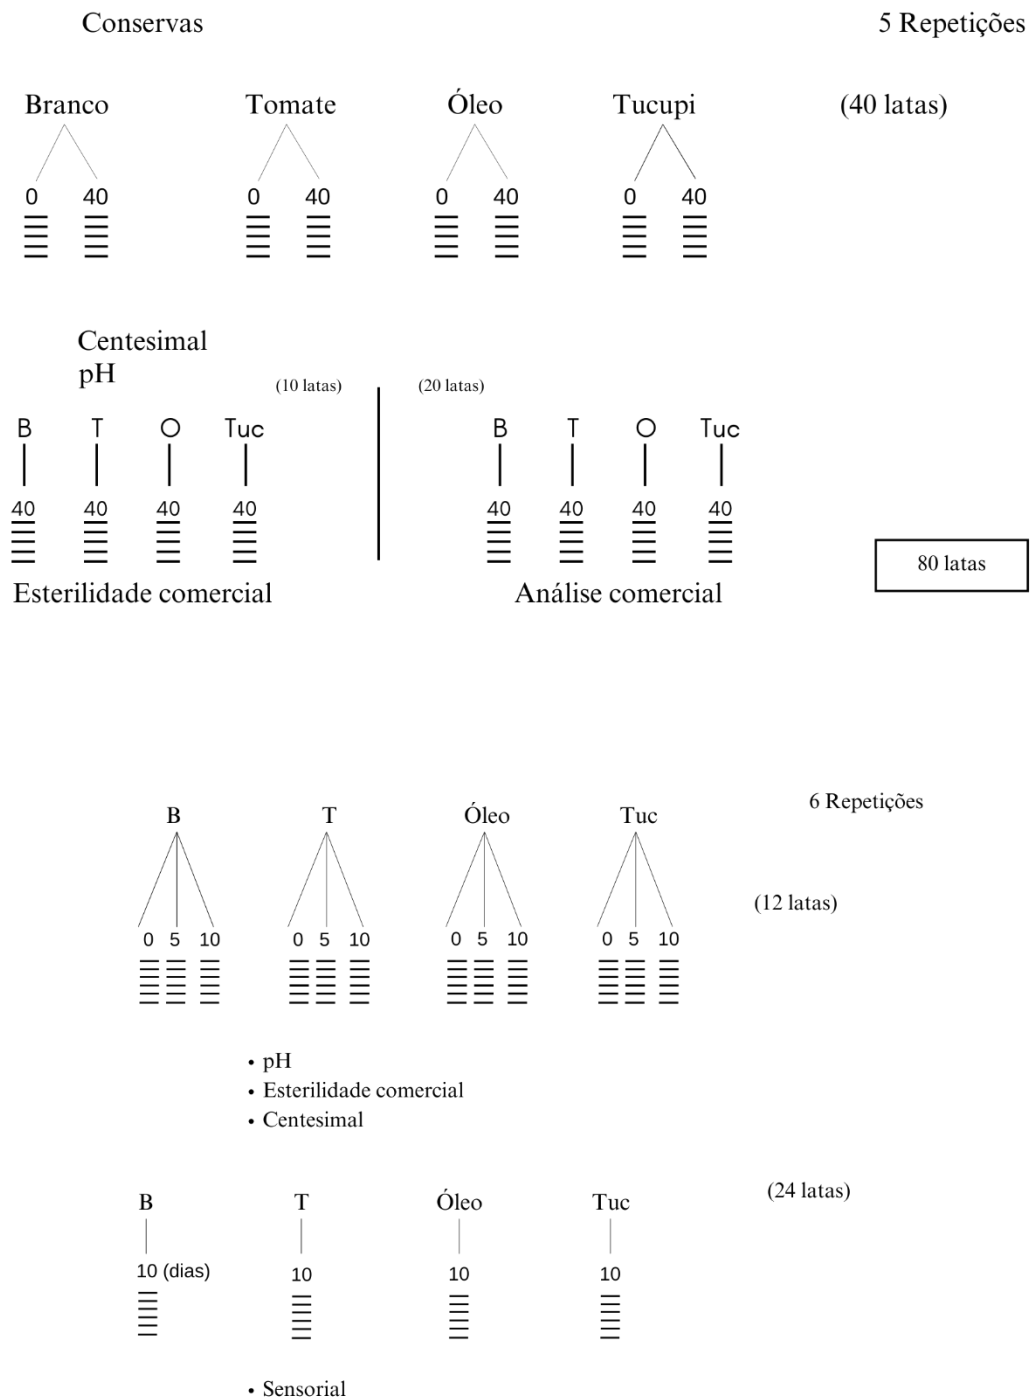 Conservas 5 Repetições
Branco Tomate Óleo Tucupi (40 latas)
0 40 0 40 0 40 0 40
Centesimal
pH
(10 latas) (20 latas)
B T O Tuc B T O Tuc
40 40 40 40 40 40 40 40
80 latas
Esterilidade comercial Análise comercial
6 Repetições
B T Óleo Tuc
(12 latas)
0 5 10 0 5 10 0 5 10 0 5 10
• pH
• Esterilidade comercial
• Centesimal
(24 latas)
B T Óleo Tuc
10 (dias) 10 10 10
• Sensorial